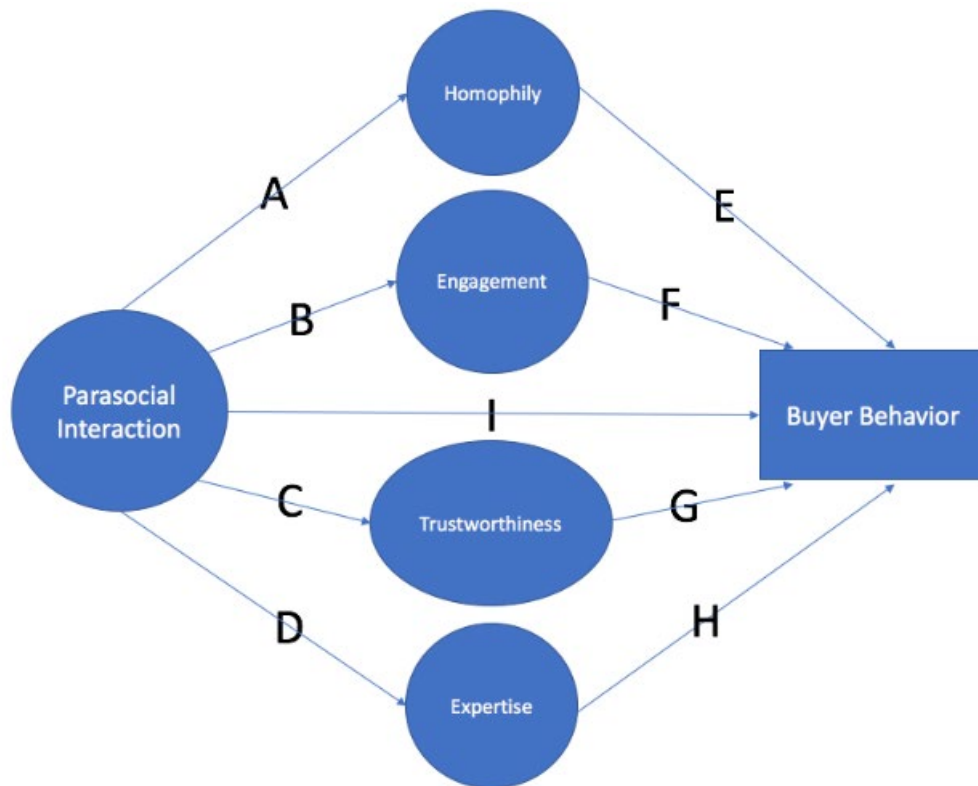 Homophily
A
E
Engagement
B
F
Parasocial
Interaction
I
Buyer Behavior
C
Trustworthiness
G
D
H
Expertise